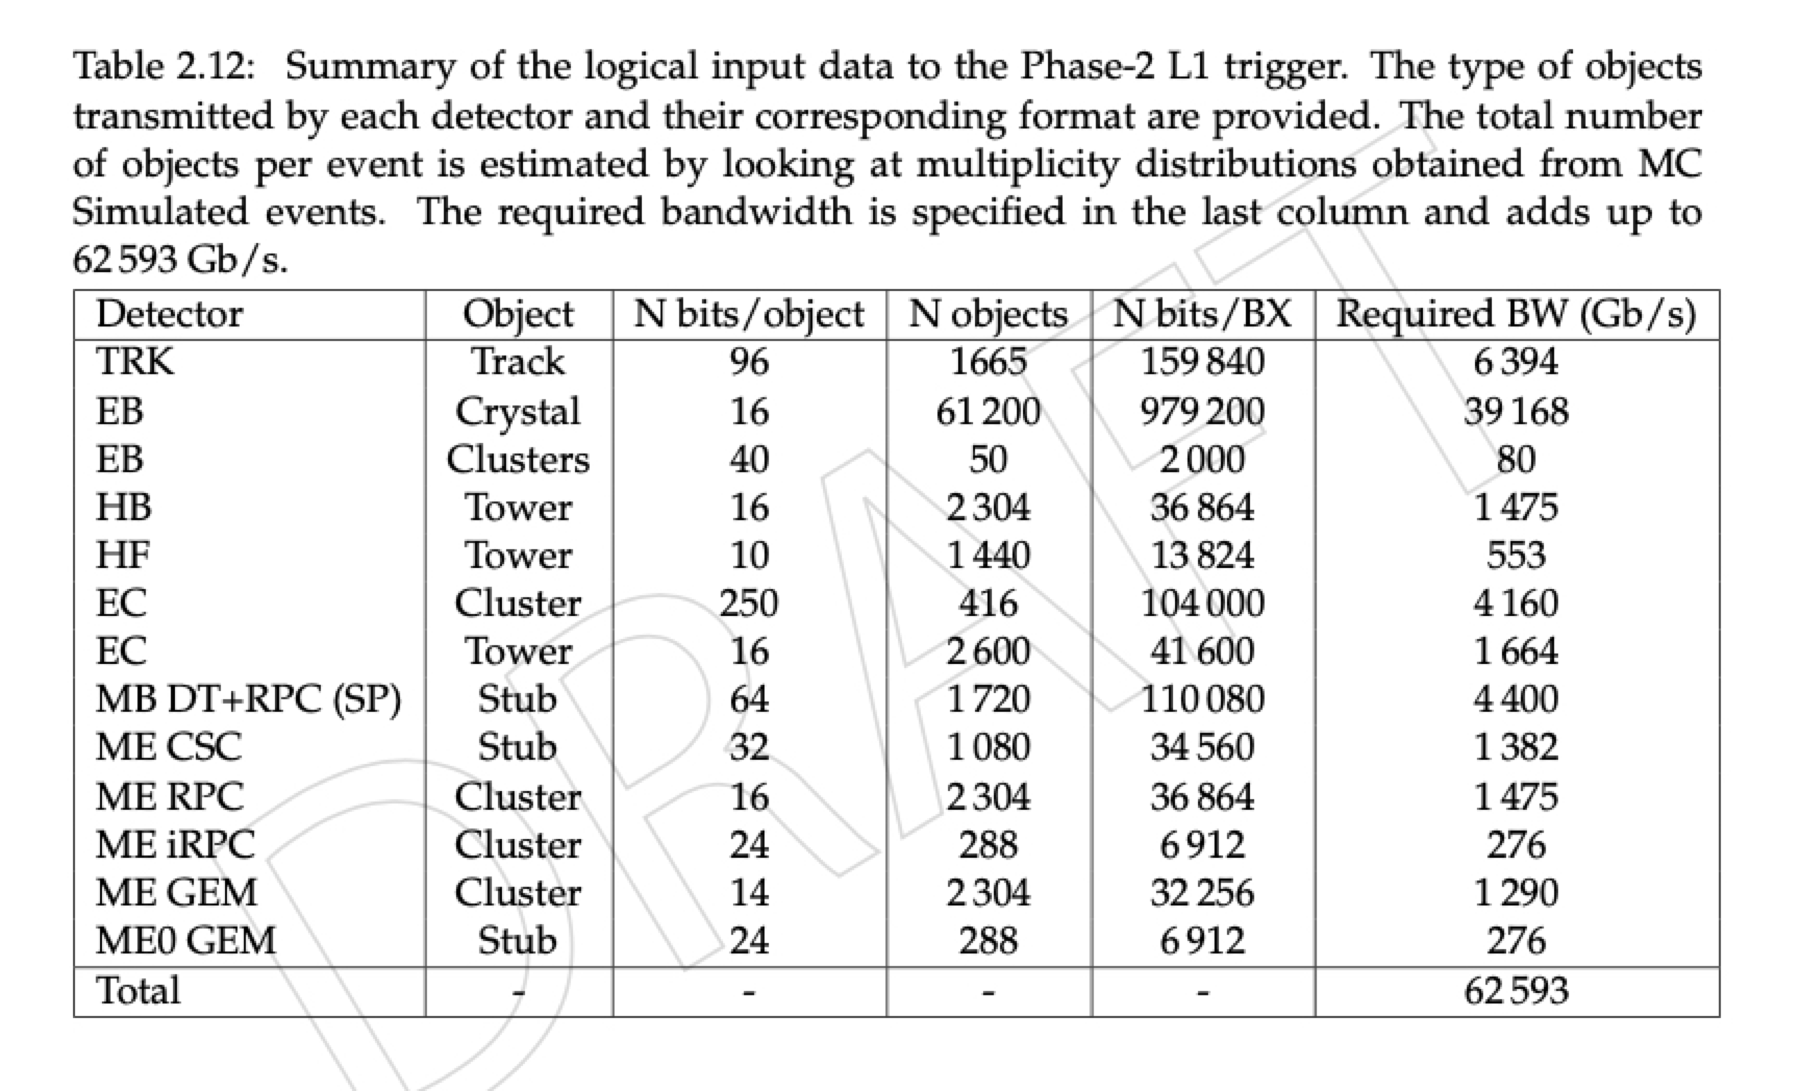 Table 2.12: Summary of the logical input data to the Phase-2 L1 trigger. The type of objects
transmitted by each detector and their corresponding format are provided. The total number
of objects per event is estimated by looking at multiplicity distributions obtained from MC
Simulated events. The required bandwidth is specified in the last column and adds up to
62 593 Gb/s.
Detector Object N bits/object N objects N bits/BX Required BW (Gb/s)
TRK Track 96 1665 159 840 6 394
EB Crystal 16 61 200 979 200 39 168
EB Clusters 40 50 2 000 80
HB Tower 16 2 304 36 864 1 475
HF Tower 10 1 440 13 824 553
EC Cluster 250 416 104 000 4 160
EC Tower 16 2 600 41 600 1 664
MB DT+RPC (SP) Stub 64 1 720 110 080 4 400
ME CSC Stub 32 1 080 34 560 1 382
ME RPC Cluster 16 2 304 36 864 1 475
ME iRPC Cluster 24 288 6 912 276
ME GEM Cluster 14 2 304 32 256 1 290
ME0 GEM Stub 24 288 6 912 276
Total - - - - 62 593
DRAFT